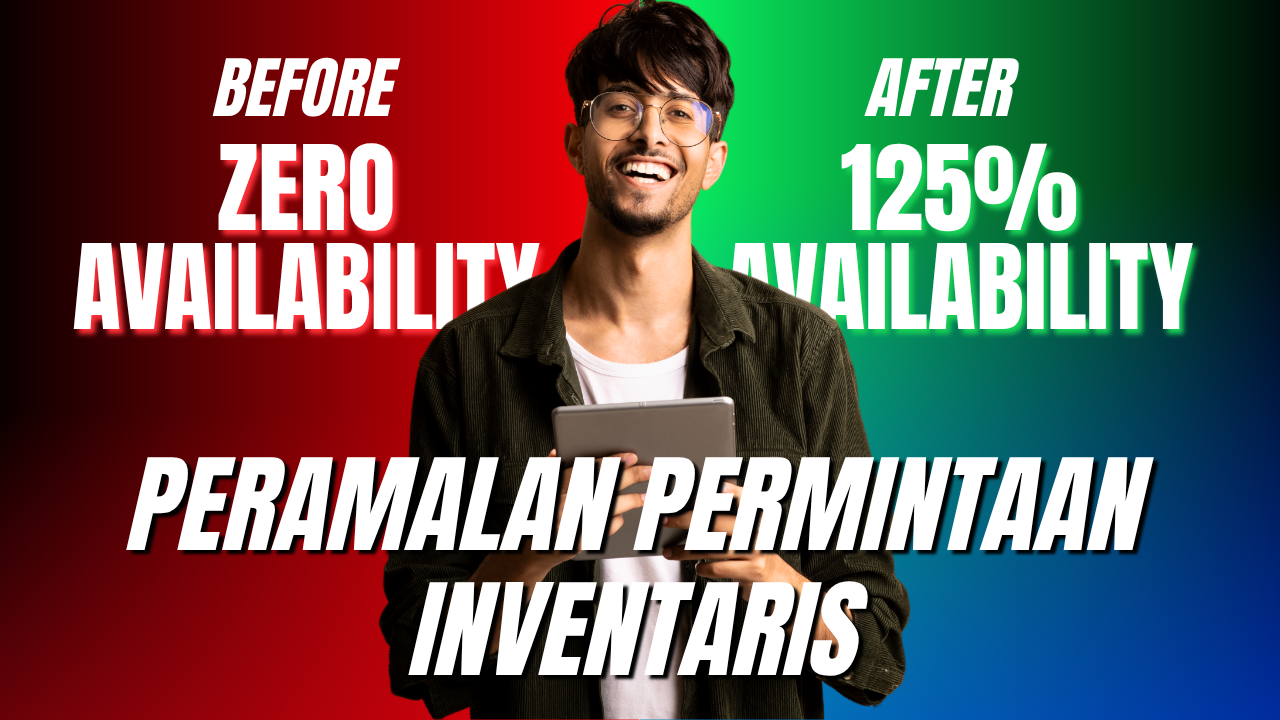 BEFORE
ZERO
AVAILABILITY
AFTER
125%
AVAILABILITY
PERAMALAN PERMINTAAN
INVENTARIS